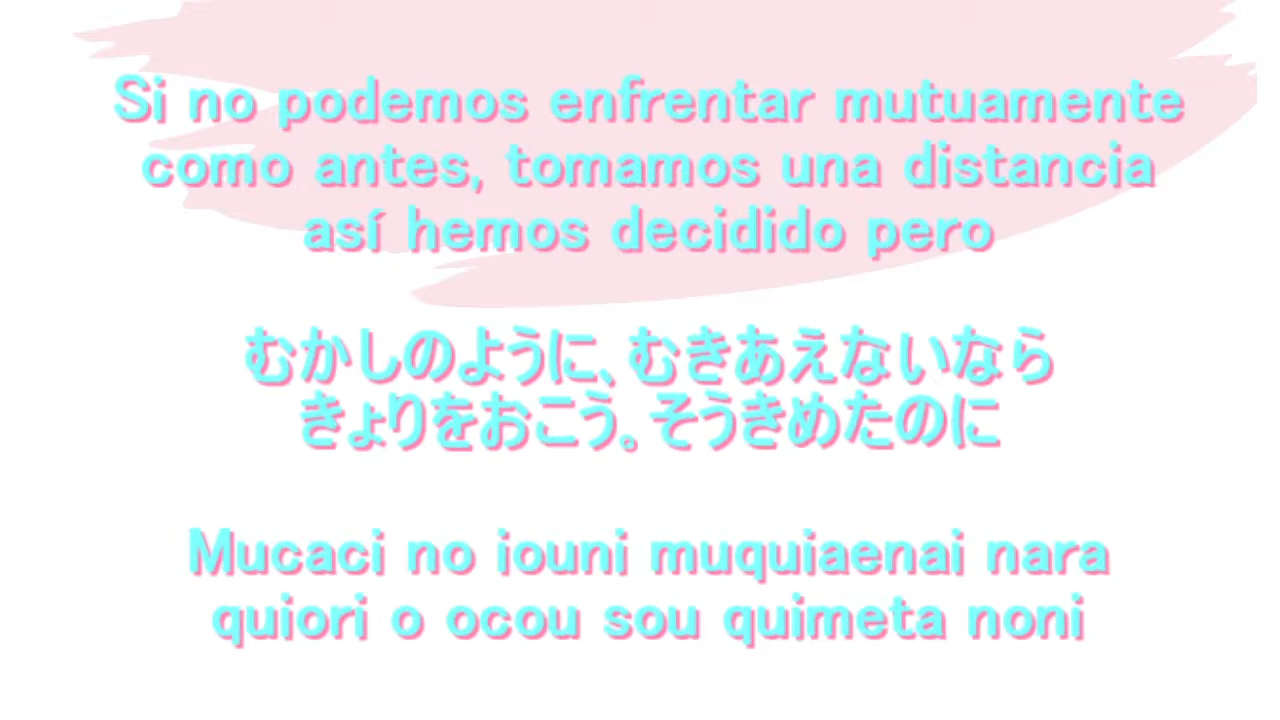 Si no podemos enfrentar mutuamente
como antes, tomamos una distancia
así hemos decidido pero
むかしのように、むきあえないなら
きょりをおこう。そうきめたのに
Mucaci no iouni muquiaenai nara
quiori o ocou sou quimeta noni